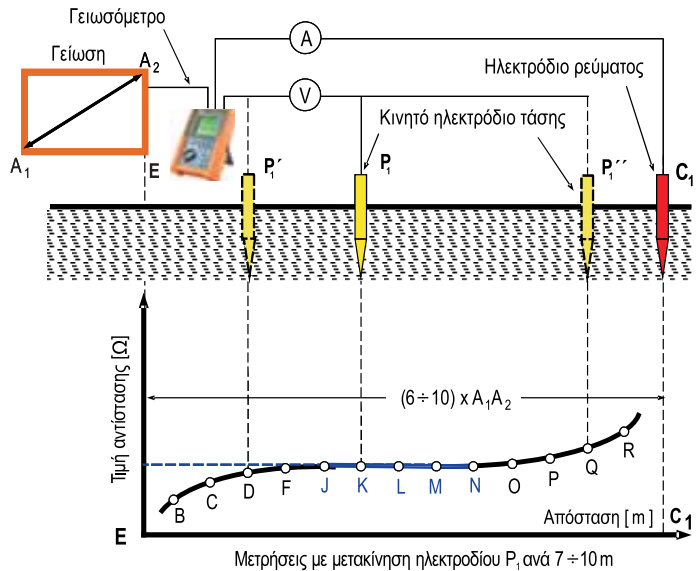 Γειωσόμετρο
Γείωση
A₂
A
Ηλεκτρόδιο ρεύματος
V
Κινητό ηλεκτρόδιο τάσης
A₁
E
P₁΄
P₁
P₁΄΄
C₁
Τιμή αντίστασης [Ω]
(6÷10) x A₁A₂
B
C
D
F
J
K
L
M
N
O
P
Q
R
Απόσταση [m]
C₁
E
Μετρήσεις με μετακίνηση ηλεκτροδίου P₁ ανά 7÷10 m